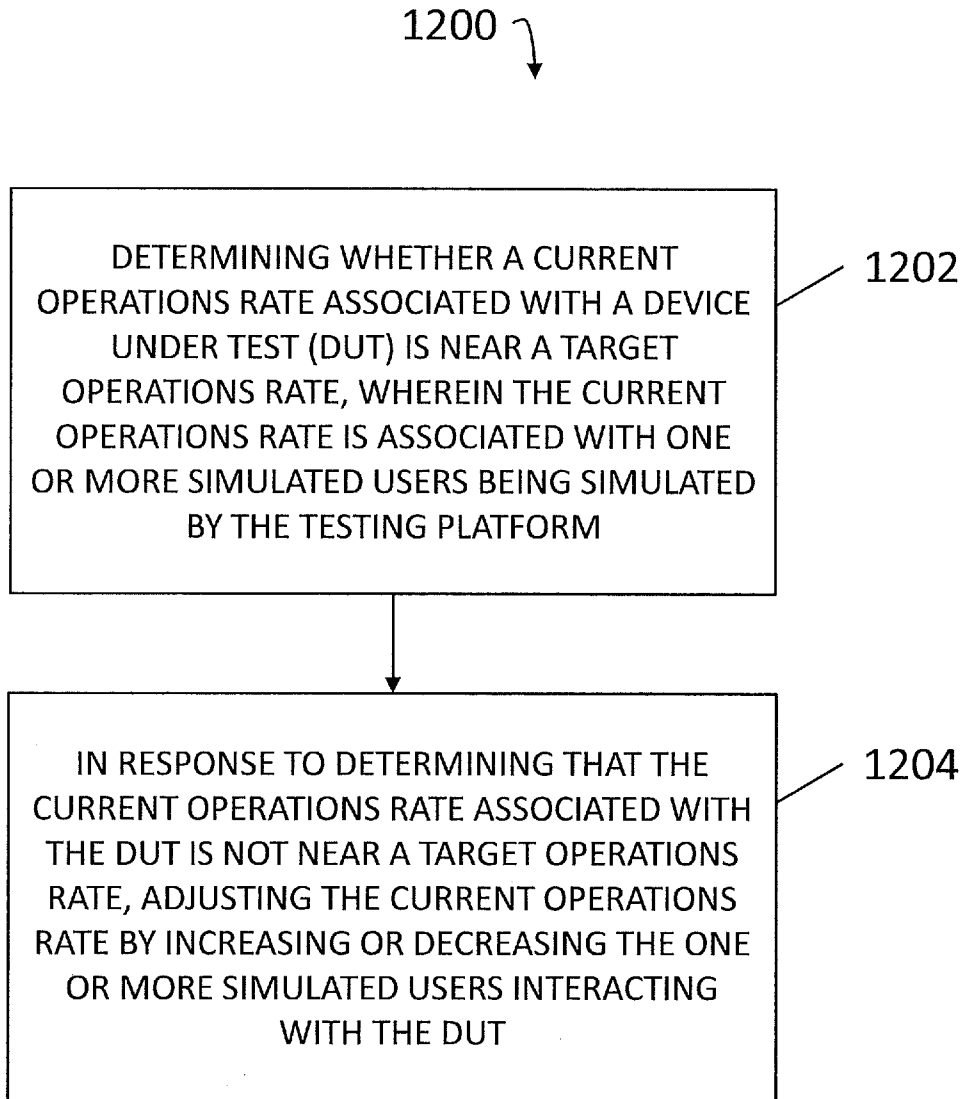 1200
DETERMINING WHETHER A CURRENT
OPERATIONS RATE ASSOCIATED WITH A DEVICE
UNDER TEST (DUT) IS NEAR A TARGET
OPERATIONS RATE, WHEREIN THE CURRENT
OPERATIONS RATE IS ASSOCIATED WITH ONE
OR MORE SIMULATED USERS BEING SIMULATED
BY THE TESTING PLATFORM
1202
IN RESPONSE TO DETERMINING THAT THE
CURRENT OPERATIONS RATE ASSOCIATED WITH
THE DUT IS NOT NEAR A TARGET OPERATIONS
RATE, ADJUSTING THE CURRENT OPERATIONS
RATE BY INCREASING OR DECREASING THE ONE
OR MORE SIMULATED USERS INTERACTING
WITH THE DUT
1204